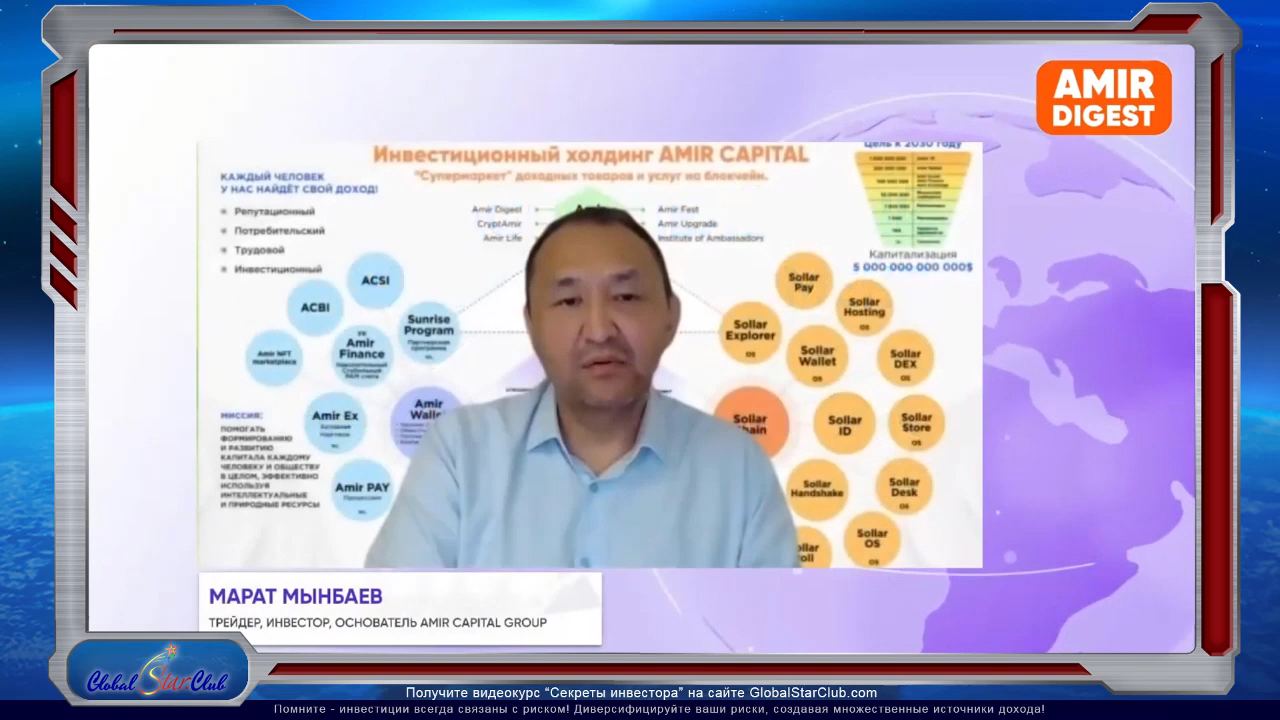 AMIR
DIGEST
Инвестиционный холдинг AMIR CAPITAL
"Супермаркет" доходных товаров и услуг на блокчейн.
КАЖДЫЙ ЧЕЛОВЕК
У НАС НАЙДЁТ СВОЙ ДОХОД!
Репутационный
Потребительский
Трудовой
Инвестиционный
Amir Digest
CryptAmir
Amir Life
Amir Fest
Amir Upgrade
Institute of Ambassadors
Цель к 2030 году
Капитализация
5 000 000 000 000$
ACSI
ACBI
Sunrise
Program
Партнерская
программа
Amir NFT
marketplace
Amir
Finance
Amir Ex
Amir
Amir PAY
МИССИЯ:
ПОМОГАТЬ
ФОРМИРОВАНИЮ
И РАЗВИТИЮ
КАПИТАЛА КАЖДОМУ
ЧЕЛОВЕКУ И ОБЩЕСТВУ
В ЦЕЛОМ, ЭФФЕКТИВНО
ИСПОЛЬЗУЯ
ИНТЕЛЛЕКТУАЛЬНЫЕ
И ПРИРОДНЫЕ РЕСУРСЫ
Sollar
Pay
Sollar
Hosting
Sollar
Explorer
Sollar
Wallet
Sollar
DEX
Sollar
Sollar
ID
Sollar
Store
Sollar
Handshake
Sollar
Desk
Sollar
OS
МАРАТ МЫНБАЕВ
ТРЕЙДЕР, ИНВЕСТОР, ОСНОВАТЕЛЬ AMIR CAPITAL GROUP
Global Star Club
Получите видеокурс "Секреты инвестора" на сайте GlobalStarClub.com
Помните - инвестиции всегда связаны с риском! Диверсифицируйте ваши риски, создавая множественные источники дохода!